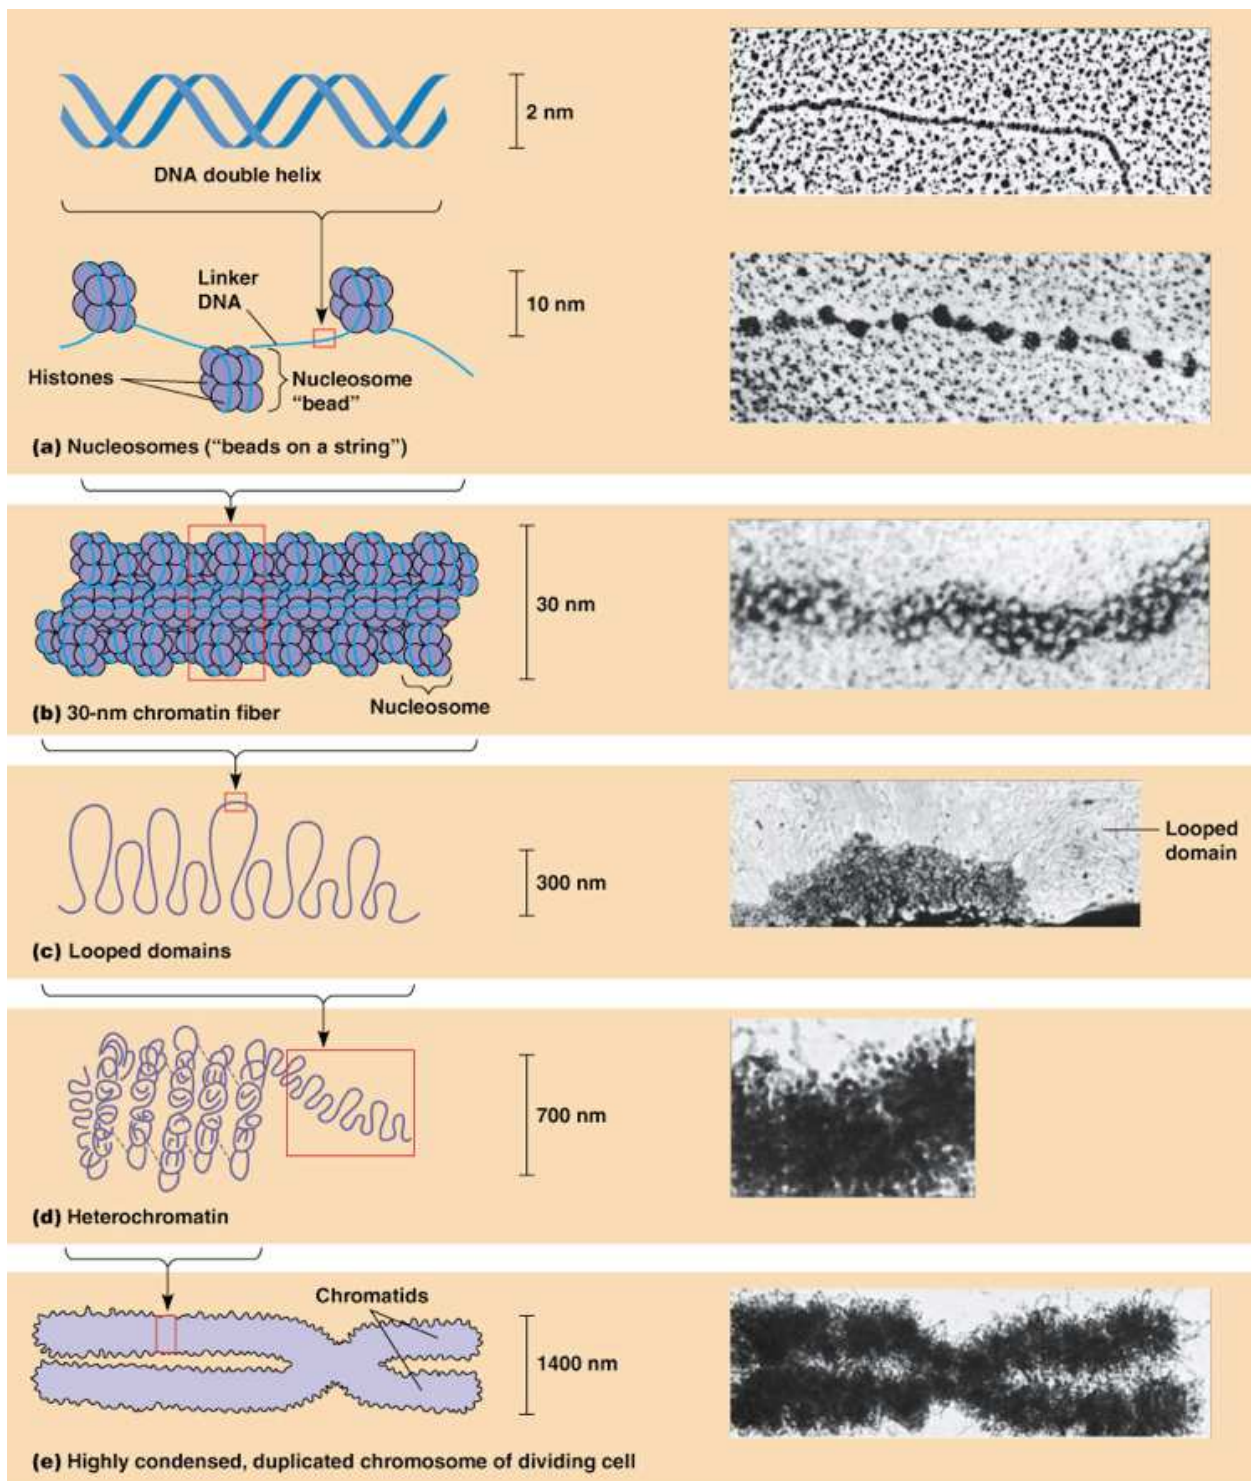 2 nm
DNA double helix
Linker
DNA
10 nm
Histones
Nucleosome
“bead”
(a) Nucleosomes (“beads on a string”)
30 nm
Nucleosome
(b) 30-nm chromatin fiber
Looped
domain
300 nm
(c) Looped domains
700 nm
(d) Heterochromatin
Chromatids
1400 nm
(e) Highly condensed, duplicated chromosome of dividing cell